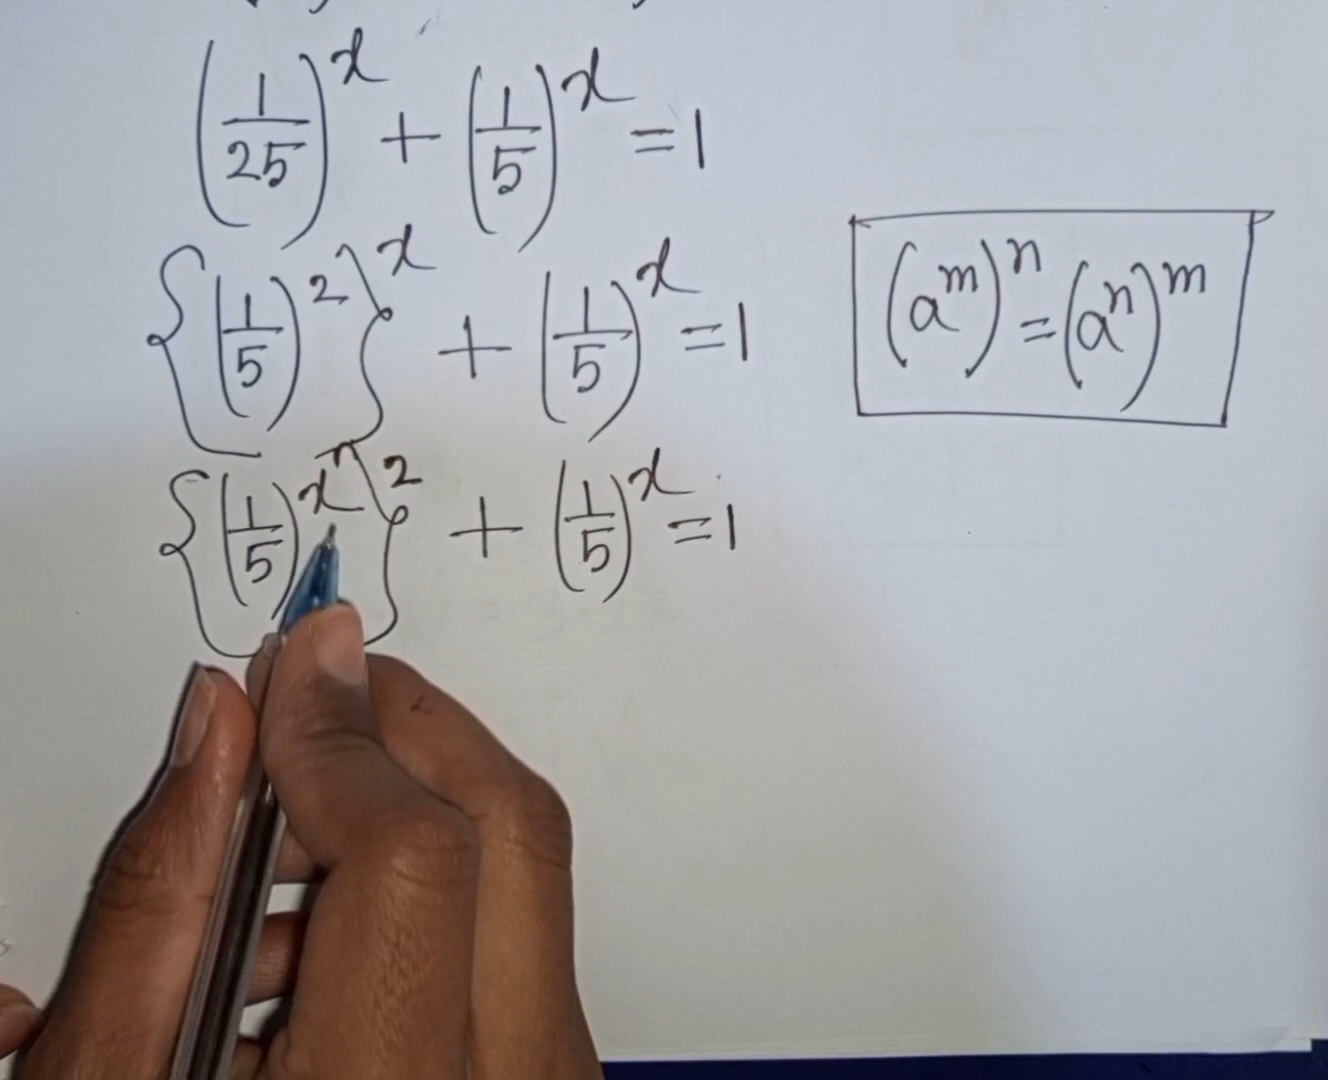 (1/25)^x + (1/5)^x = 1
{(1/5)^2}^x + (1/5)^x = 1
(a^m)^n = (a^n)^m
{(1/5)^x}^2 + (1/5)^x = 1